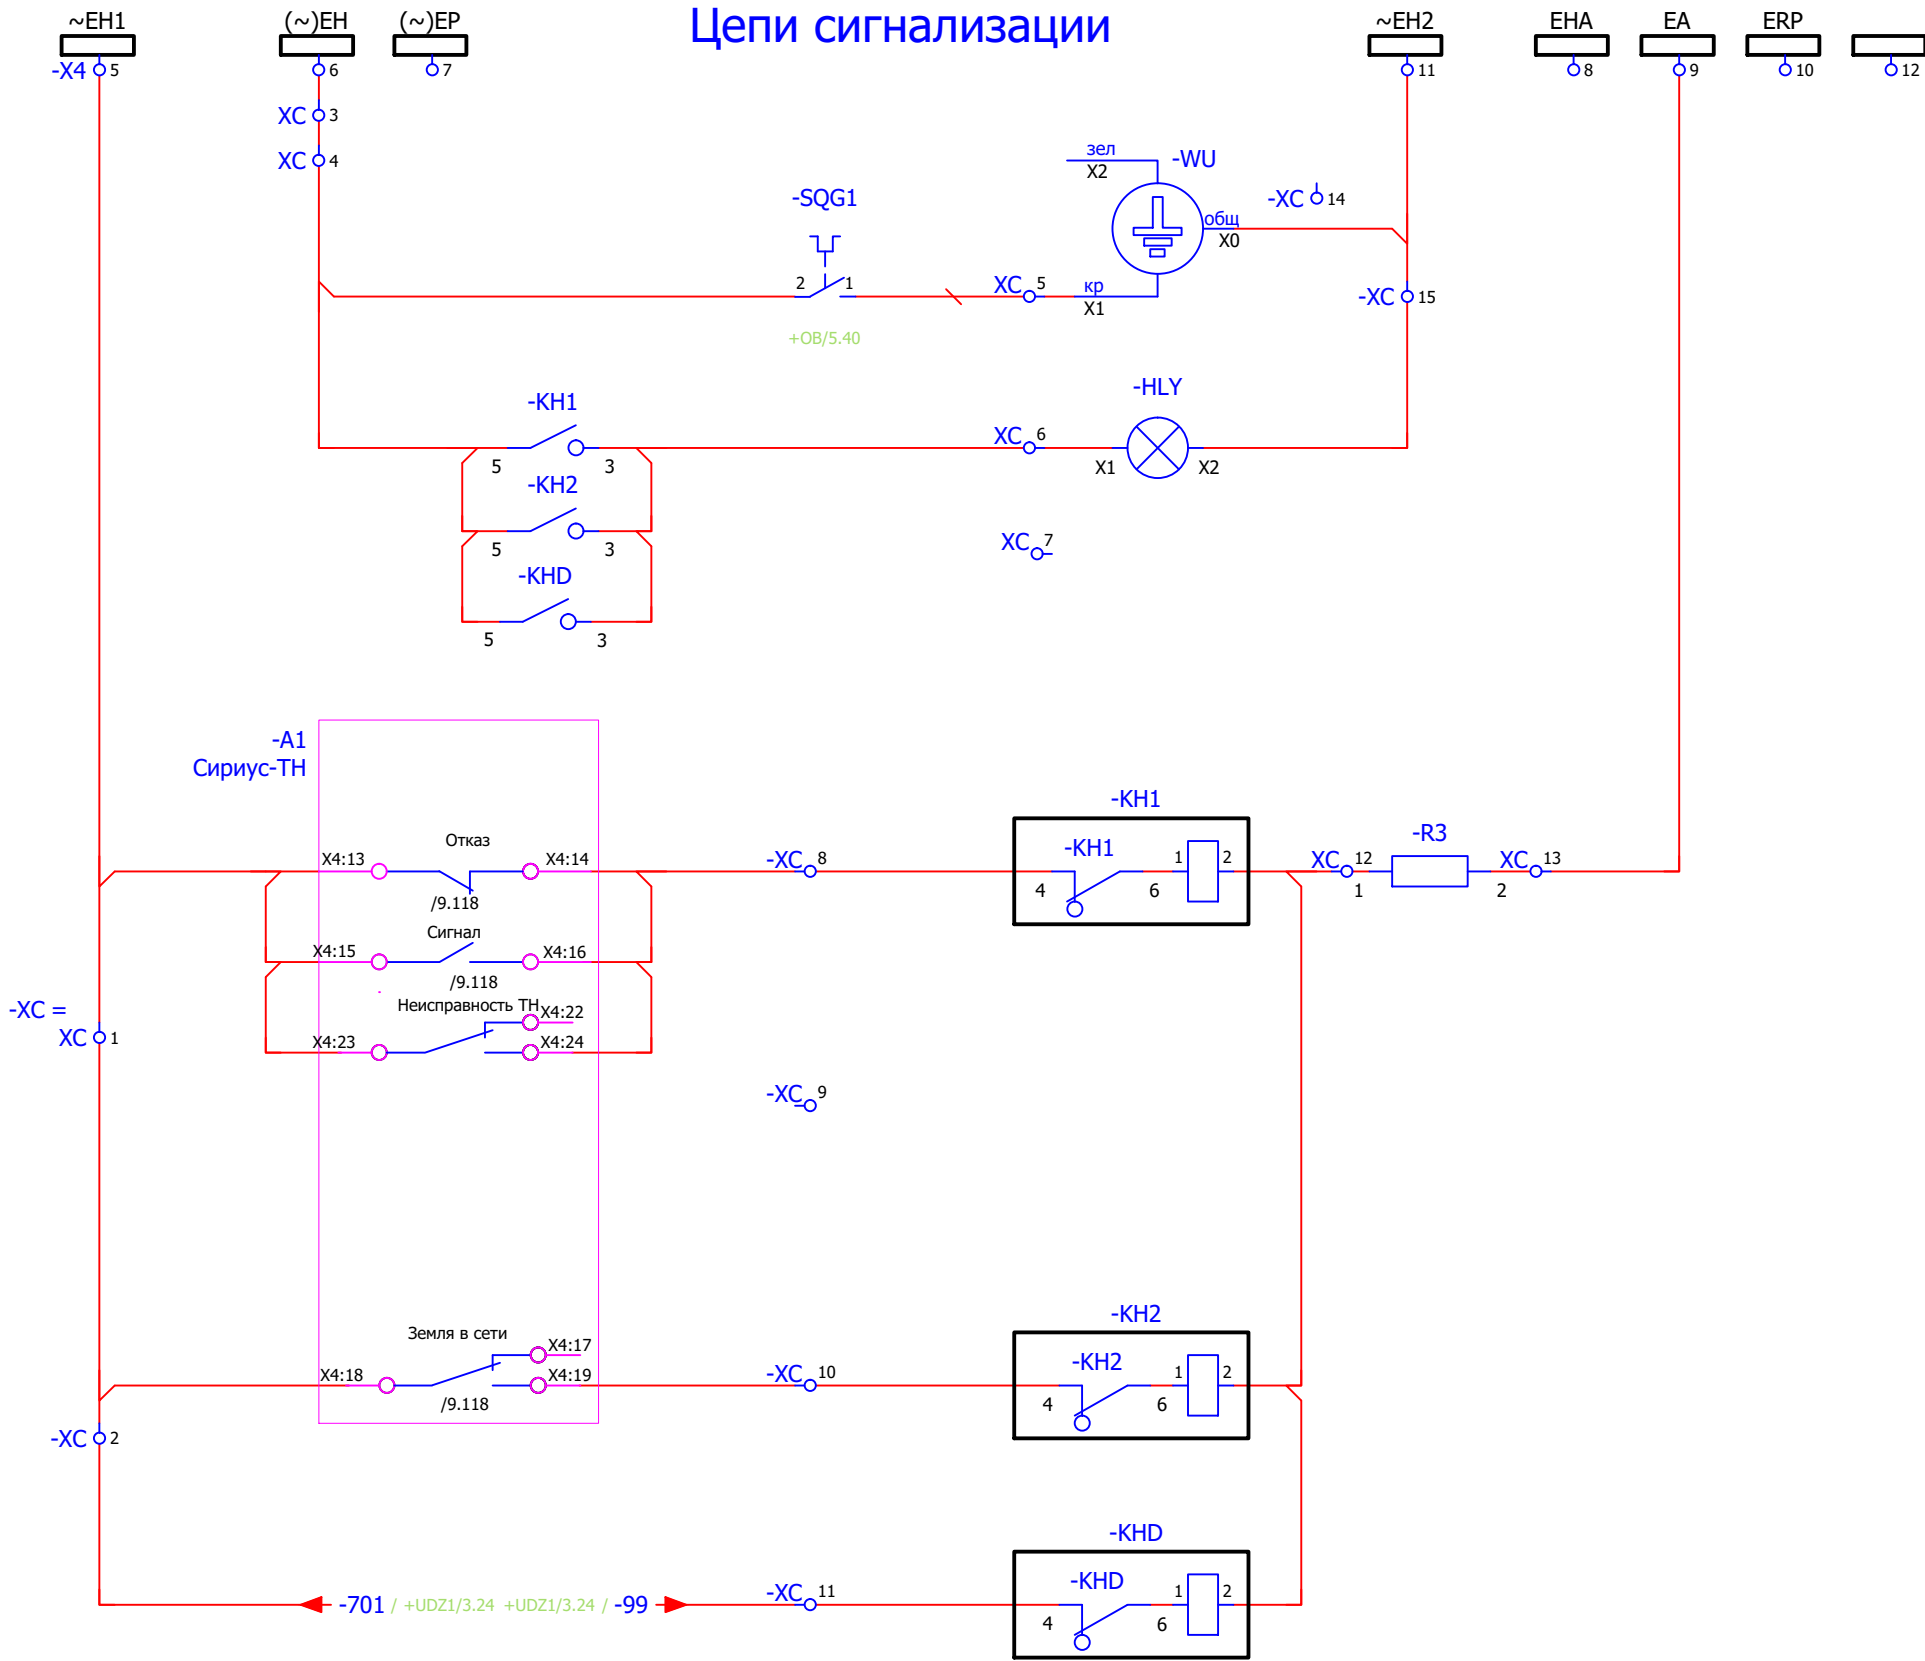 Цепи сигнализации
~EH1
(~)EH
(~)EP
~EH2
EHA
EA
ERP
-X4 5
6
7
11
8
9
10
12
XC 3
XC 4
зел
X2
-WU
-SQG1
-XC 14
общ
X0
2 1
XC 5
кр
X1
-XC 15
+OB/5.40
-KH1
-HLY
XC 6
5 3
X1 X2
-KH2
5 3
XC 7
-KHD
5 3
-A1
Сириус-ТН
-KH1
-R3
Отказ
X4:13 X4:14
-XC 8
-KH1
1 2
4 6
XC 12
1
XC 13
2
/9.118
Сигнал
X4:15 X4:16
/9.118
Неисправность ТН
X4:22
X4:23 X4:24
-XC =
XC 1
-XC 9
-KH2
Земля в сети
X4:17
X4:18 X4:19
/9.118
-XC 10
-KH2
1 2
4 6
-XC 2
-KHD
-701 / +UDZ1/3.24 +UDZ1/3.24 / -99
-XC 11
-KHD
1 2
4 6